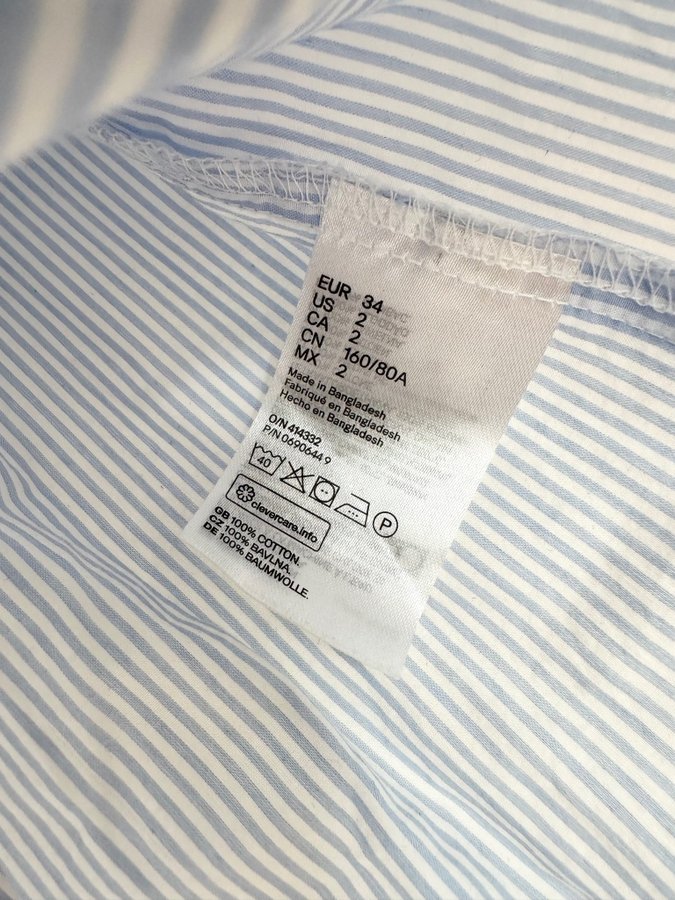 EUR 34
US 2
CA 2
CN 160/80A
MX 2
Made in Bangladesh
Fabriqué en Bangladesh
Hecho en Bangladesh
O/N 414332
P/N 0690644 9
40
P
clevercare.info
GB 100% COTTON.
CZ 100% BAVLNA.
DE 100% BAUMWOLLE.